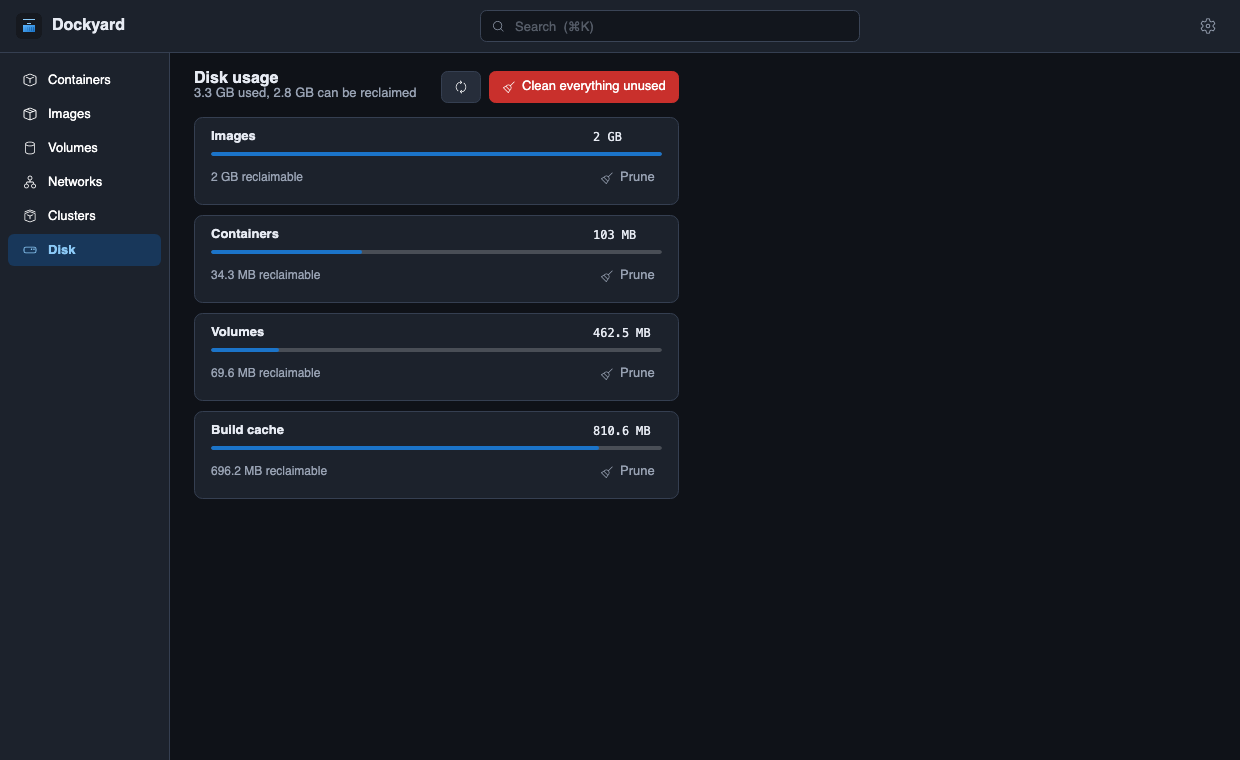 Dockyard
Search (⌘K)
Containers
Images
Volumes
Networks
Clusters
Disk
Disk usage
3.3 GB used, 2.8 GB can be reclaimed
Clean everything unused
Images 2 GB
2 GB reclaimable Prune
Containers 103 MB
34.3 MB reclaimable Prune
Volumes 462.5 MB
69.6 MB reclaimable Prune
Build cache 810.6 MB
696.2 MB reclaimable Prune